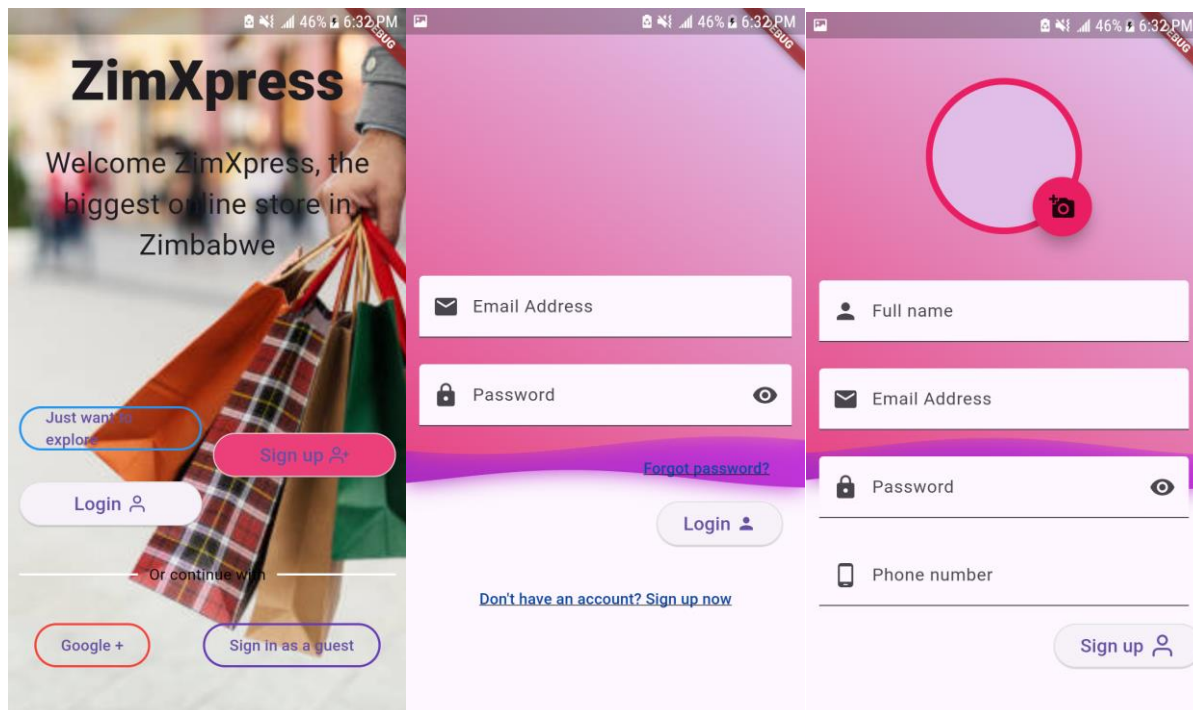 46% 6:32 PM
DEBUG
ZimXpress
Welcome ZimXpress, the
biggest online store in
Zimbabwe
Just want to
explore
Sign up
Login
Or continue with
Google +
Sign in as a guest
46% 6:32 PM
DEBUG
Email Address
Password
Forgot password?
Login
Don't have an account? Sign up now
46% 6:32 PM
DEBUG
Full name
Email Address
Password
Phone number
Sign up